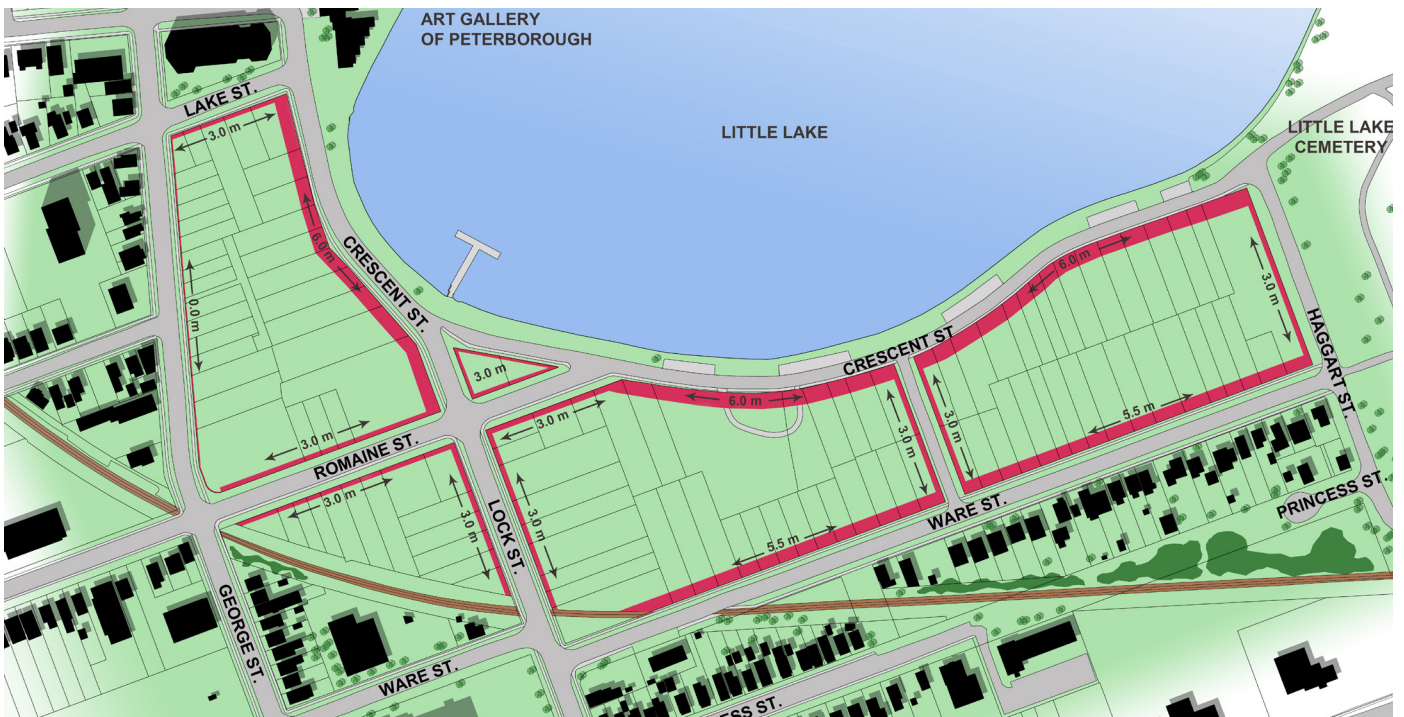 ART GALLERY
OF PETERBOROUGH
LAKE ST.
3.0 m
LITTLE LAKE
LITTLE LAKE
CEMETERY
6.0 m
CRESCENT ST.
0.0 m
6.0 m
3.0 m
HAGGART ST.
3.0 m
CRESCENT ST
6.0 m
3.0 m
3.0 m
3.0 m
3.0 m
5.5 m
ROMAINE ST.
3.0 m
3.0 m
LOCK ST.
3.0 m
5.5 m
WARE ST.
PRINCESS ST.
GEORGE ST.
WARE ST.
ESS ST.